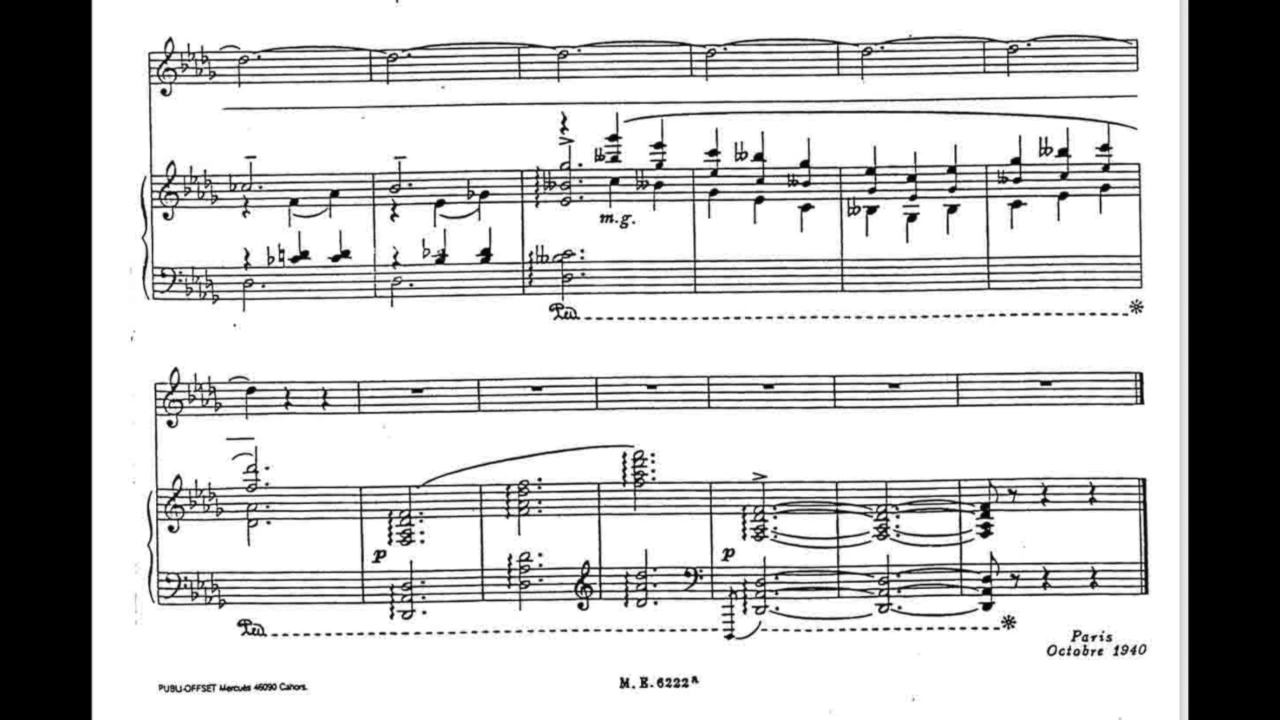 m.g.
Ped
p
p
Ped
Paris
Octobre 1940
PUBLI-OFFSET Mercuès 46090 Cahors.
M. E. 6222ᴬ